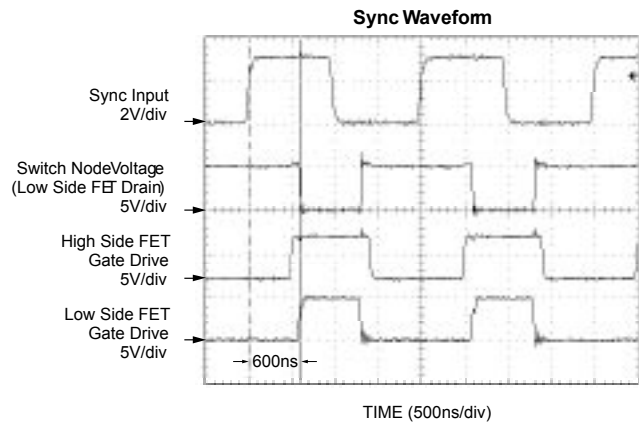 Sync Waveform
Sync Input
2V/div
Switch NodeVoltage
(Low Side FET Drain)
5V/div
High Side FET
Gate Drive
5V/div
Low Side FET
Gate Drive
5V/div
600ns
TIME (500ns/div)